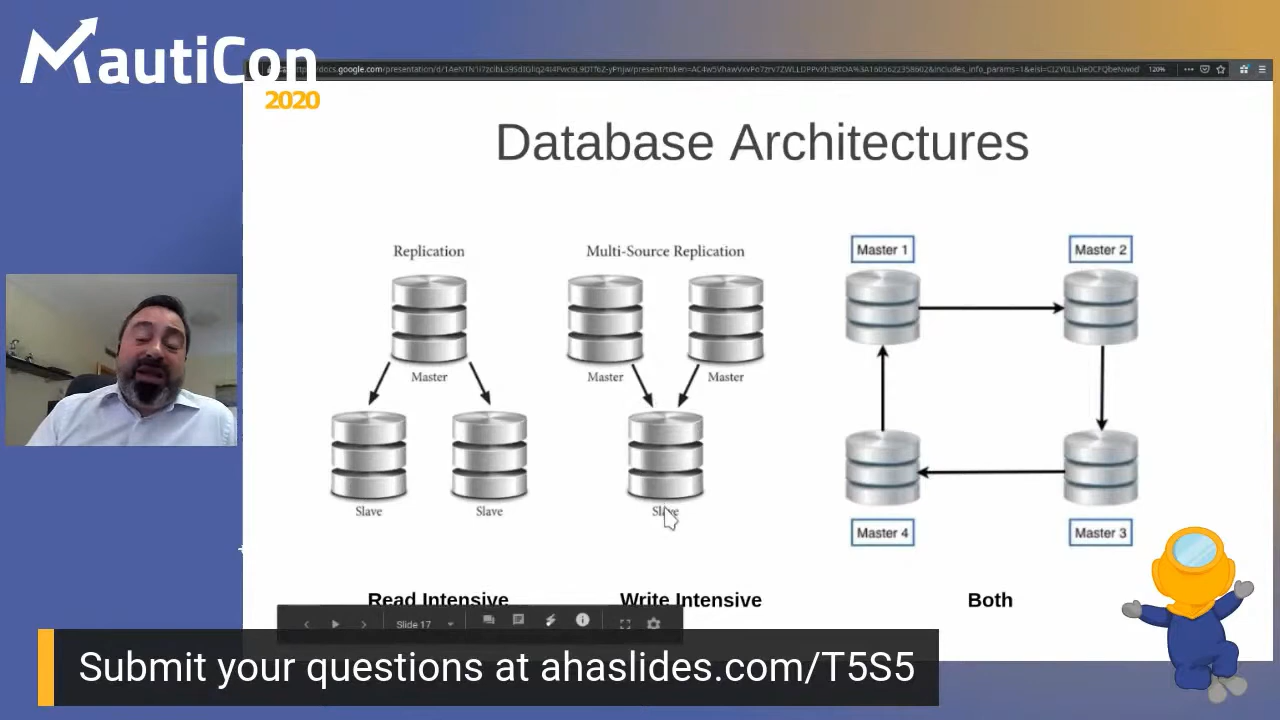 MautiCon
2020
Database Architectures
Replication
Master
Slave
Slave
Multi-Source Replication
Master
Master
Slave
Master 1
Master 2
Master 4
Master 3
Read Intensive
Write Intensive
Both
Slide 17
120%
Submit your questions at ahaslides.com/T5S5